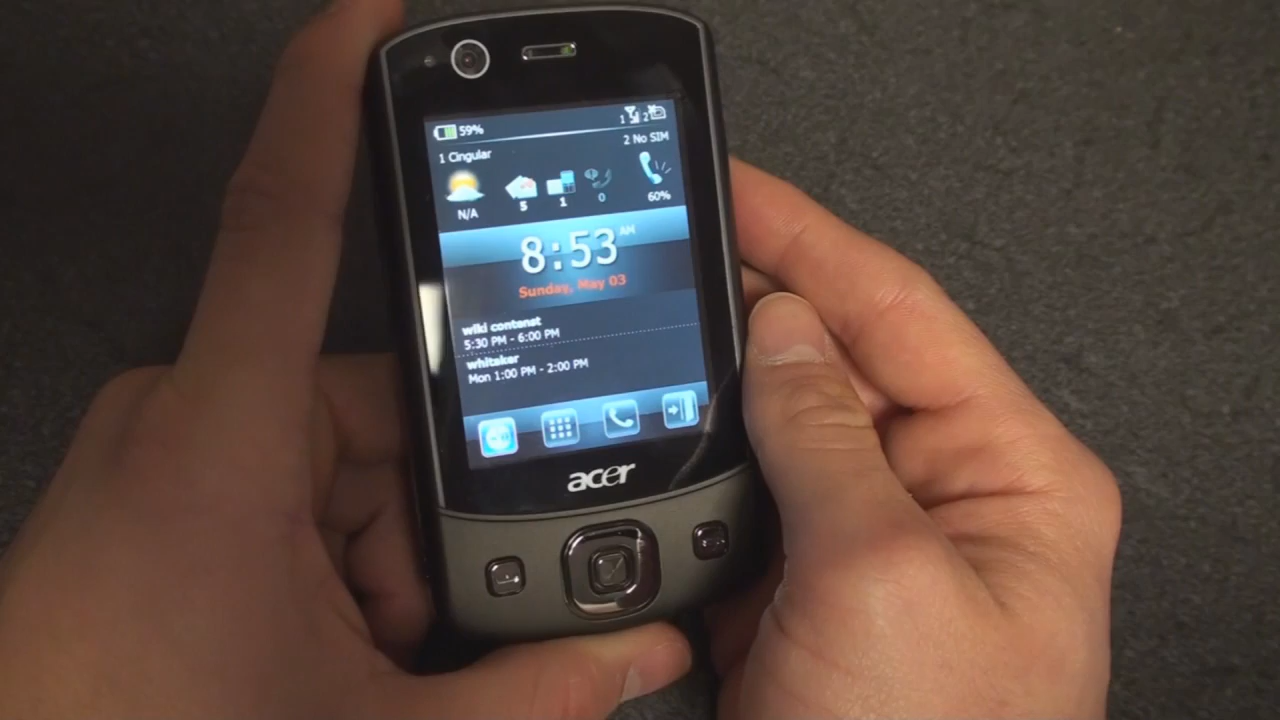 59%
1 2
1 Cingular
2 No SIM
N/A
5
1
0
60%
8:53 AM
Sunday, May 03
wiki contenst
5:30 PM - 6:00 PM
whitaker
Mon 1:00 PM - 2:00 PM
acer